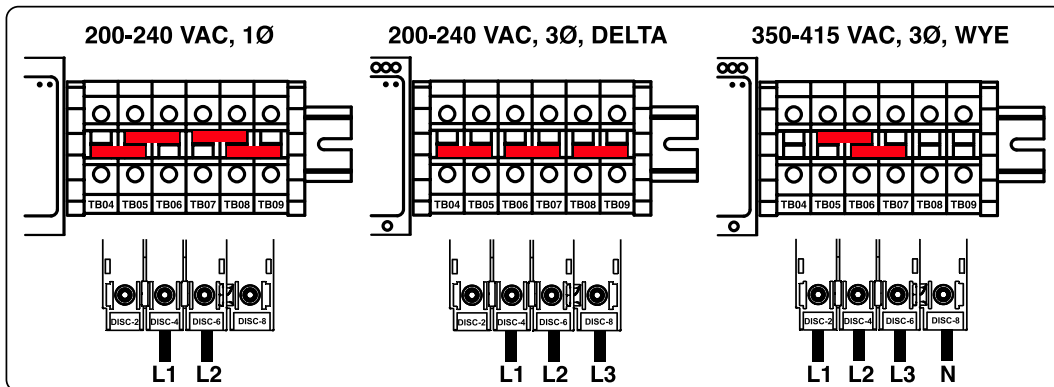 200-240 VAC, 1Ø
200-240 VAC, 3Ø, DELTA
350-415 VAC, 3Ø, WYE
TB04 TB05 TB06 TB07 TB08 TB09
TB04 TB05 TB06 TB07 TB08 TB09
TB04 TB05 TB06 TB07 TB08 TB09
DISC-2 DISC-4 DISC-6 DISC-8
DISC-2 DISC-4 DISC-6 DISC-8
DISC-2 DISC-4 DISC-6 DISC-8
L1 L2
L1 L2 L3
L1 L2 L3 N